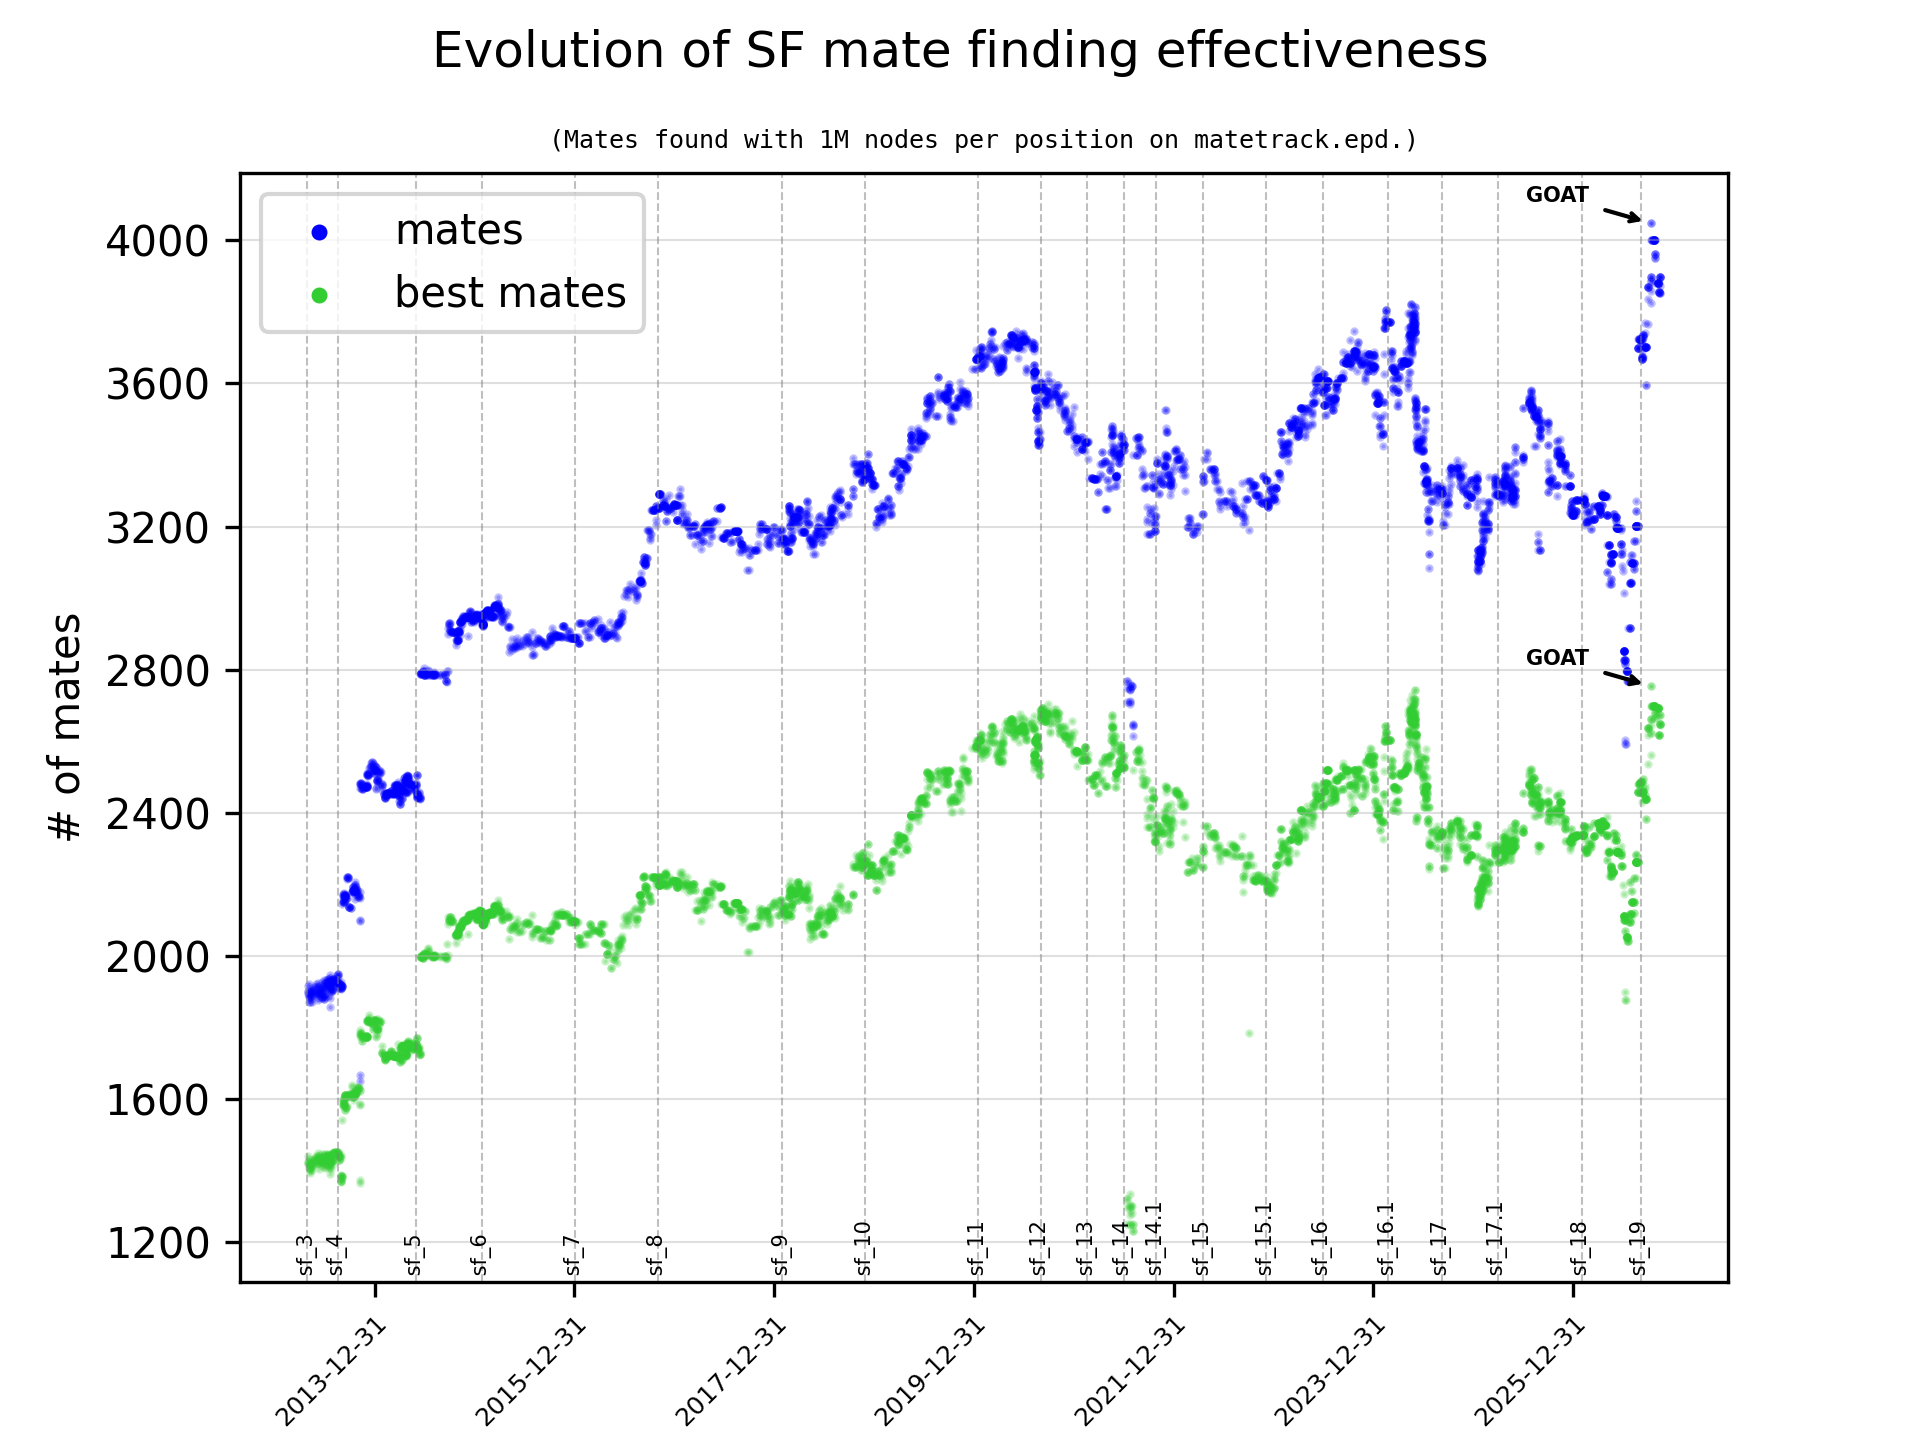 Evolution of SF mate finding effectiveness
(Mates found with 1M nodes per position on matetrack.epd.)
mates
best mates
GOAT
GOAT
# of mates
4000
3600
3200
2800
2400
2000
1600
1200
sf_3
sf_4
sf_5
sf_6
sf_7
sf_8
sf_9
sf_10
sf_11
sf_12
sf_13
sf_14
sf_14.1
sf_15
sf_15.1
sf_16
sf_16.1
sf_17
sf_17.1
sf_18
sf_19
2013-12-31
2015-12-31
2017-12-31
2019-12-31
2021-12-31
2023-12-31
2025-12-31